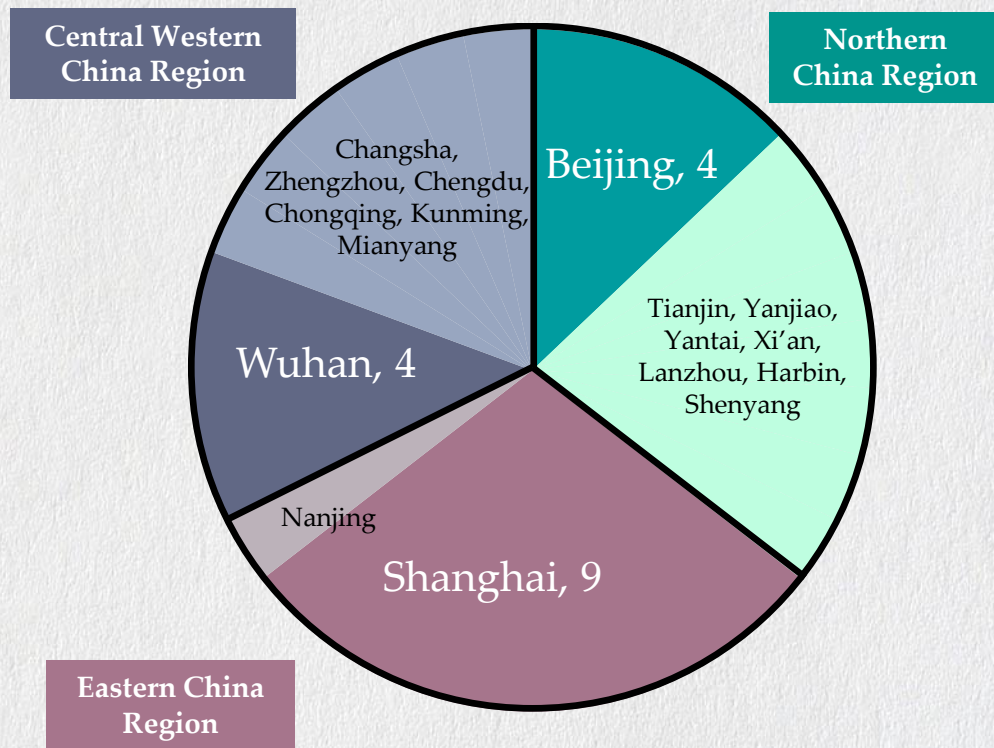 Central Western
China Region
Northern
China Region
Changsha,
Zhengzhou, Chengdu,
Chongqing, Kunming,
Mianyang
Beijing, 4
Tianjin, Yanjiao,
Yantai, Xi’an,
Lanzhou, Harbin,
Shenyang
Wuhan, 4
Nanjing
Shanghai, 9
Eastern China
Region